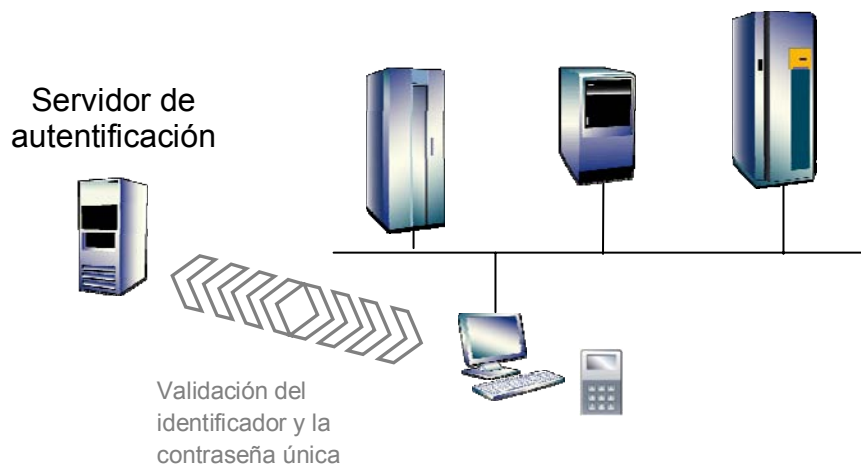 Servidor de
autentificación
Validación del
identificador y la
contraseña única